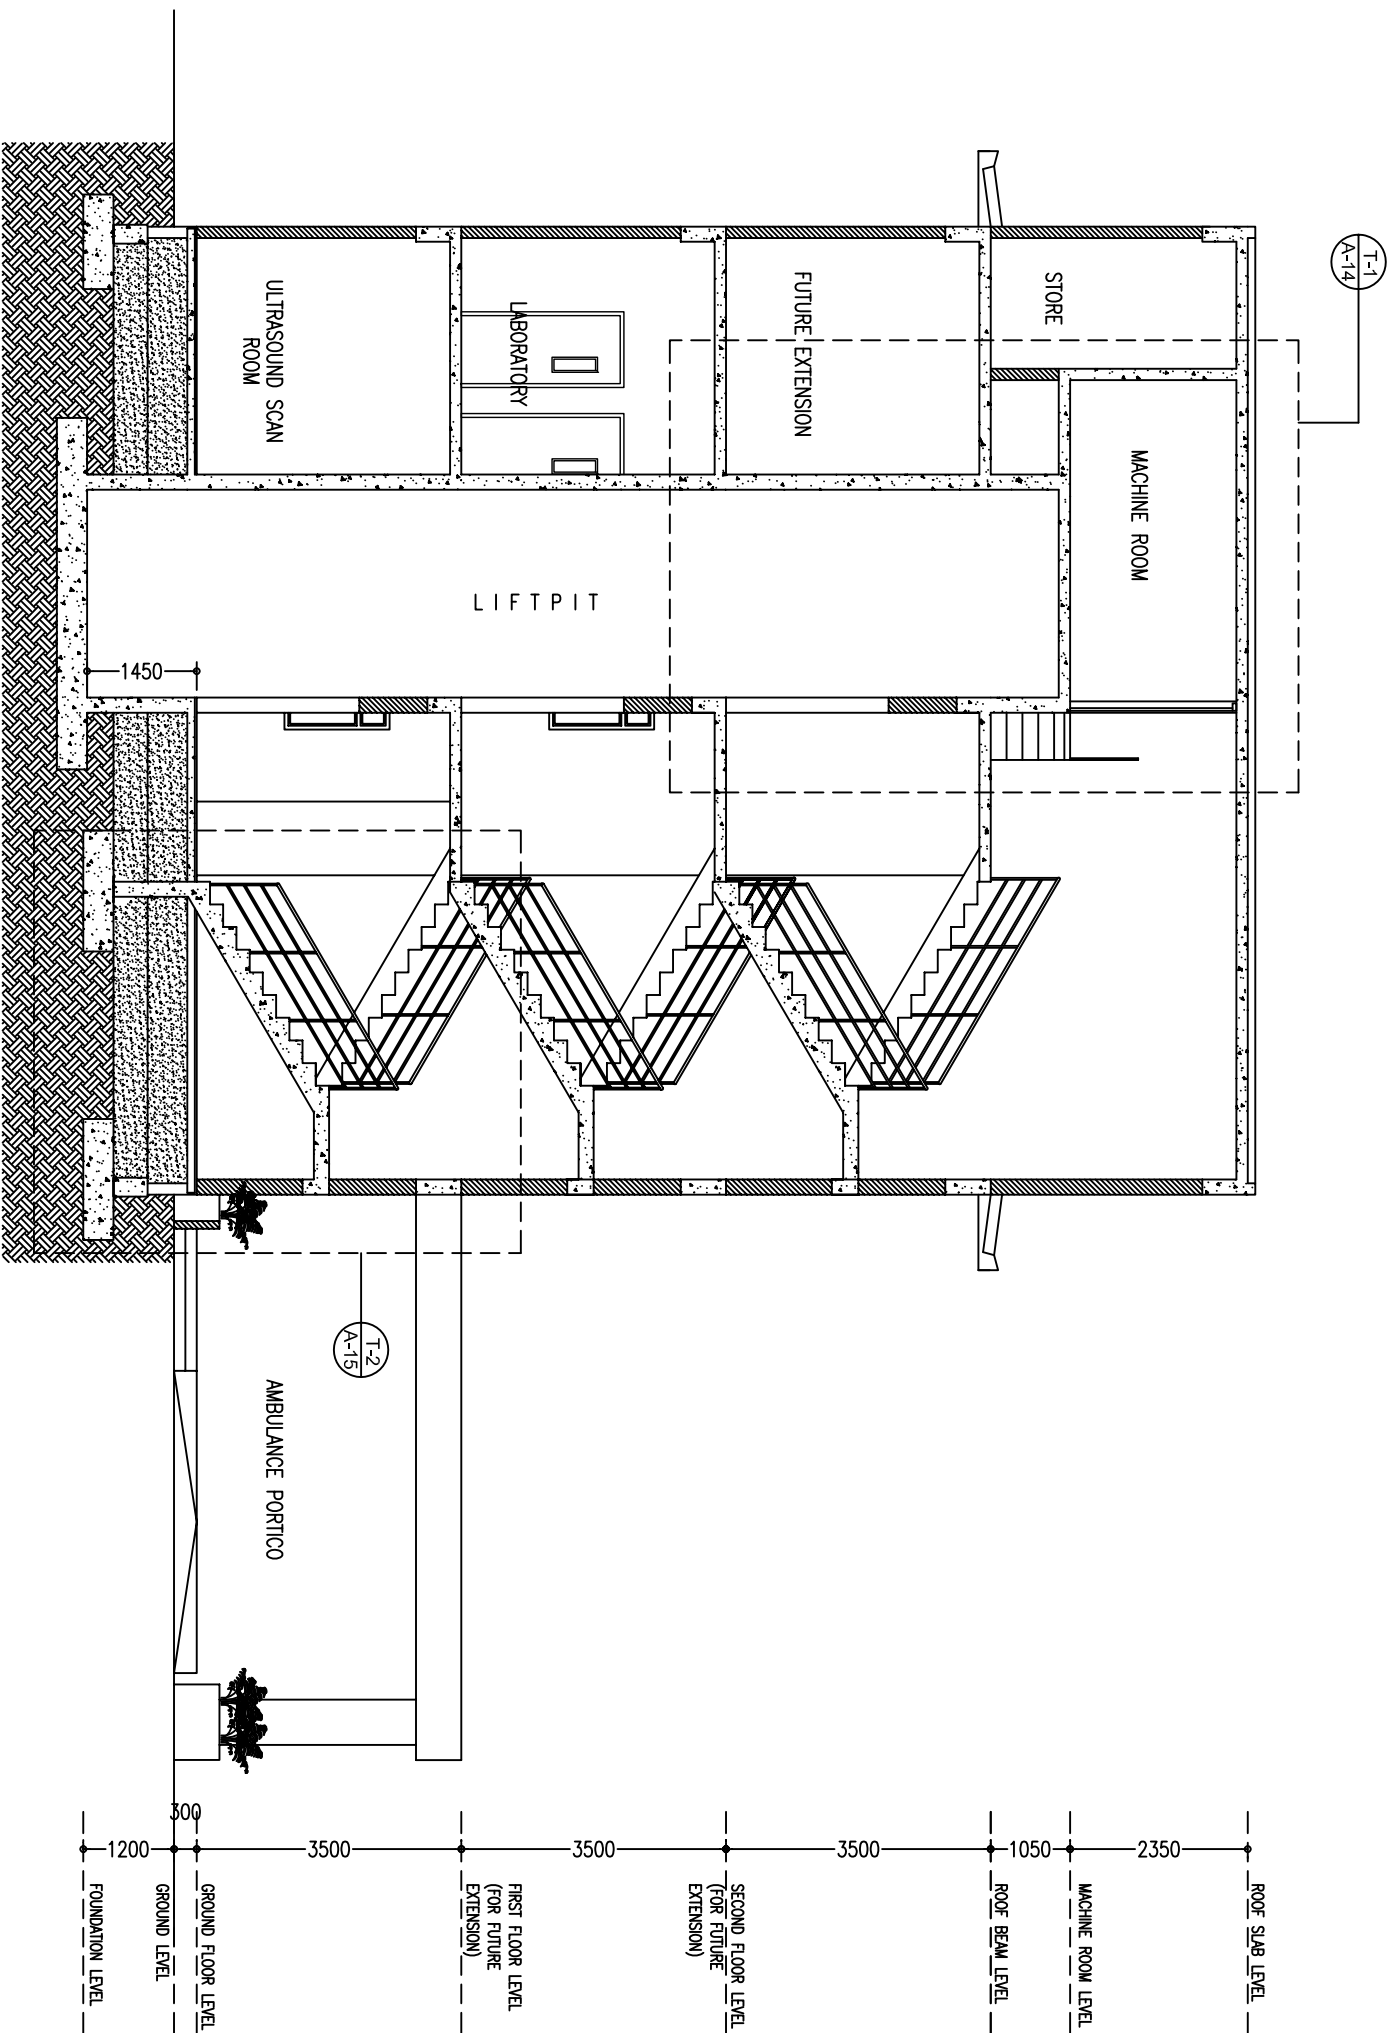 T-1
A-14
STORE
MACHINE ROOM
FUTURE EXTENSION
LABORATORY
ULTRASOUND SCAN
ROOM
LIFTPIT
1450
T-2
A-15
AMBULANCE PORTICO
2350
1050
3500
3500
3500
300
1200
ROOF SLAB LEVEL
MACHINE ROOM LEVEL
ROOF BEAM LEVEL
SECOND FLOOR LEVEL
(FOR FUTURE
EXTENSION)
FIRST FLOOR LEVEL
(FOR FUTURE
EXTENSION)
GROUND FLOOR LEVEL
GROUND LEVEL
FOUNDATION LEVEL